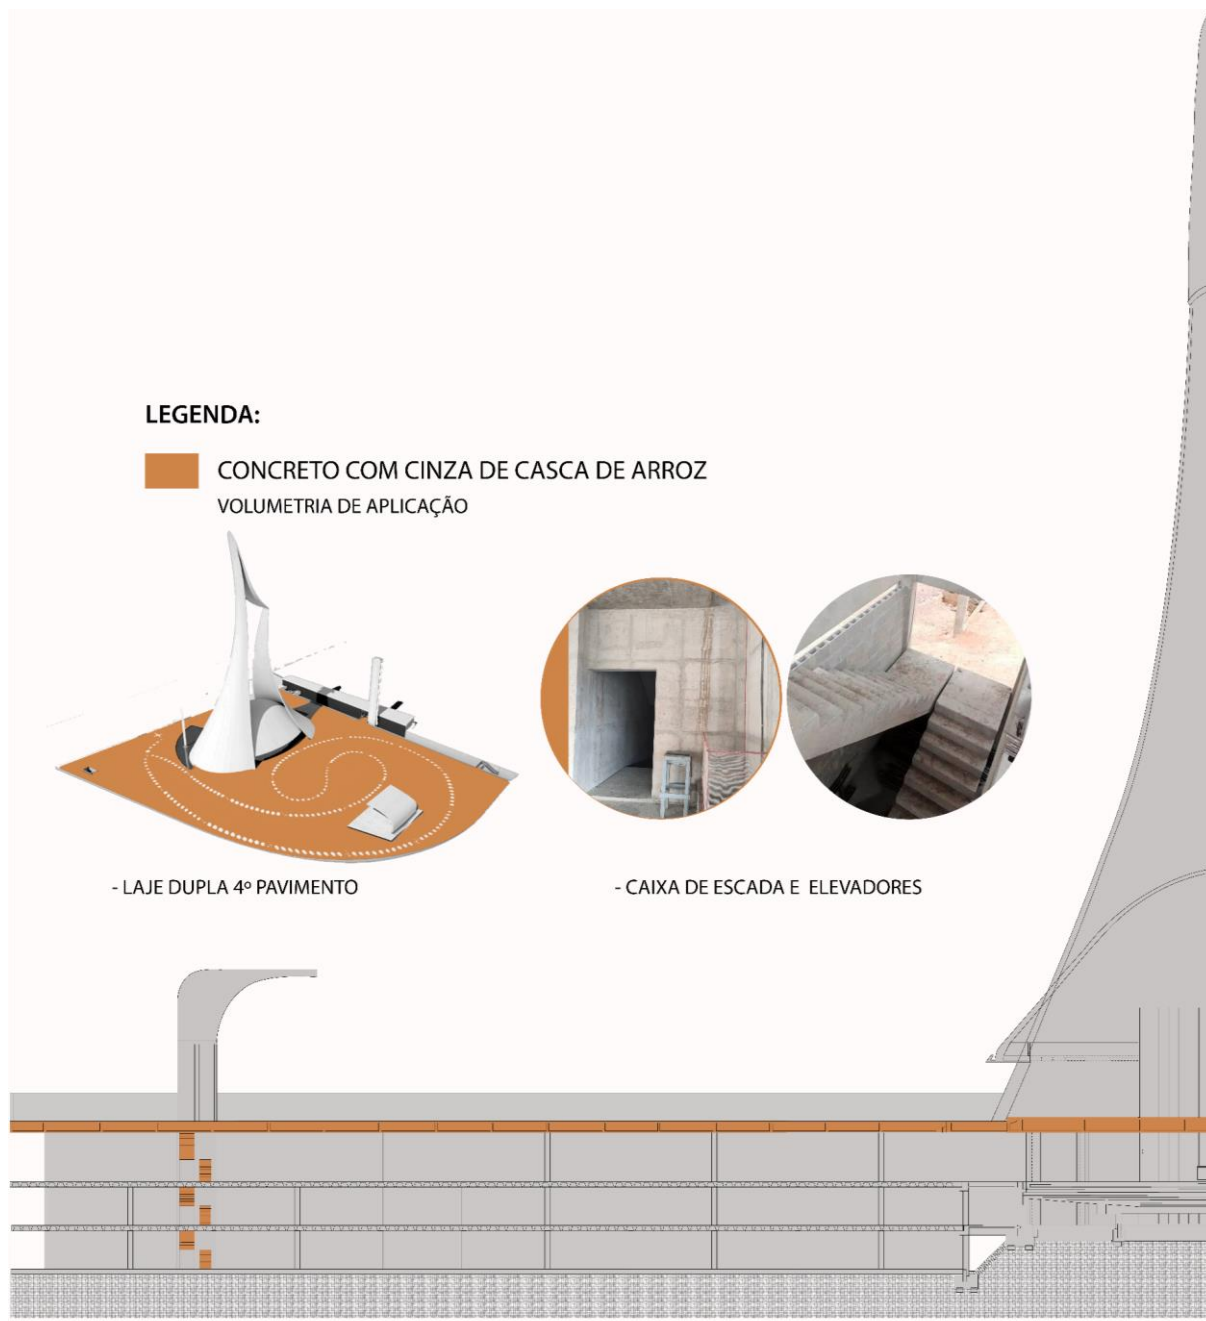 LEGENDA:
CONCRETO COM CINZA DE CASCA DE ARROZ
VOLUMETRIA DE APLICAÇÃO
- LAJE DUPLA 4º PAVIMENTO
- CAIXA DE ESCADA E ELEVADORES